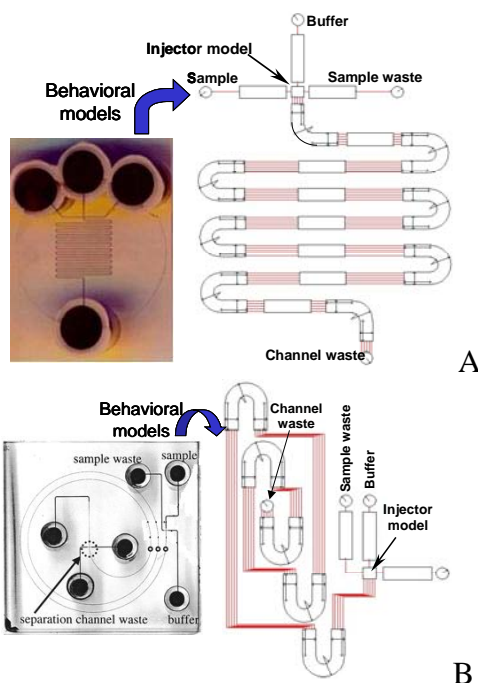 Buffer
Injector model
Behavioral
models
Sample
Sample waste
Channel waste
A
Behavioral
models
Channel
waste
Sample waste
Buffer
Injector
model
sample waste
sample
separation channel waste
buffer
B